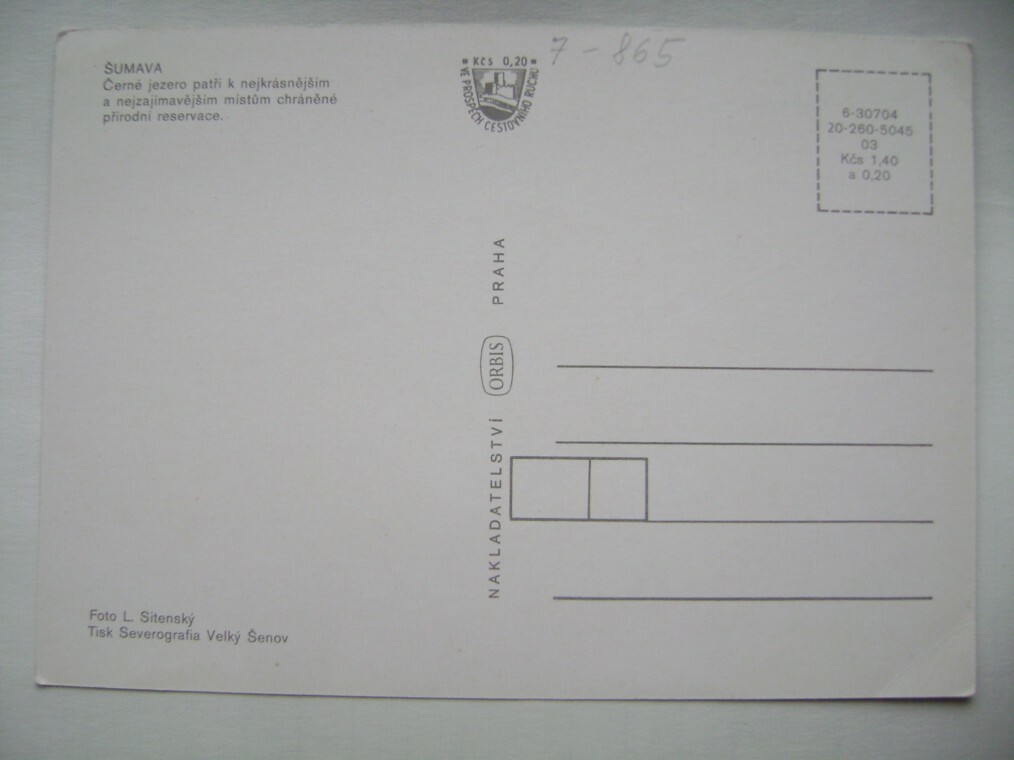 ŠUMAVA
Černé jezero patří k nejkrásnějším
a nejzajímavějším místům chráněné
přírodní reservace.
Kčs 0,20
VE PROSPĚCH CESTOVNÍHO RUCHU
7-865
6-30704
20-260-5045
03
Kčs 1,40
a 0,20
NAKLADATELSTVÍ ORBIS PRAHA
Foto L. Sitenský
Tisk Severografia Velký Šenov